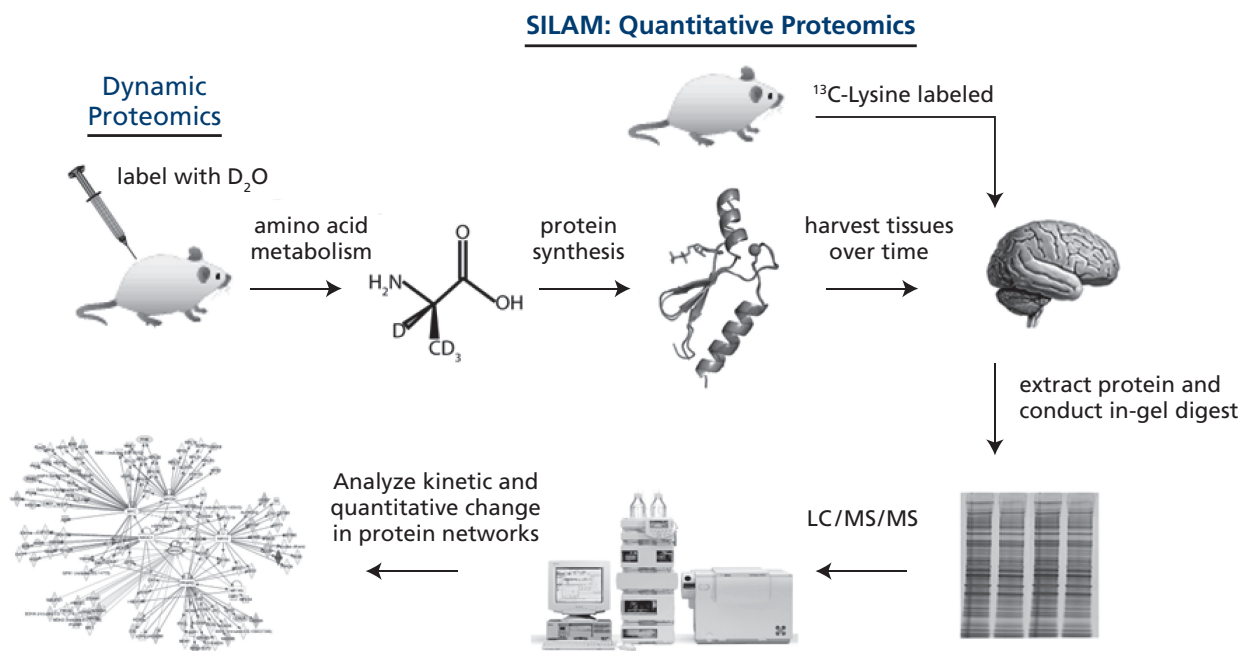 SILAM: Quantitative Proteomics
Dynamic
Proteomics
¹³C-Lysine labeled
label with D₂O
amino acid
metabolism
H₂N
O
OH
D
CD₃
protein
synthesis
harvest tissues
over time
extract protein and
conduct in-gel digest
LC/MS/MS
Analyze kinetic and
quantitative change
in protein networks